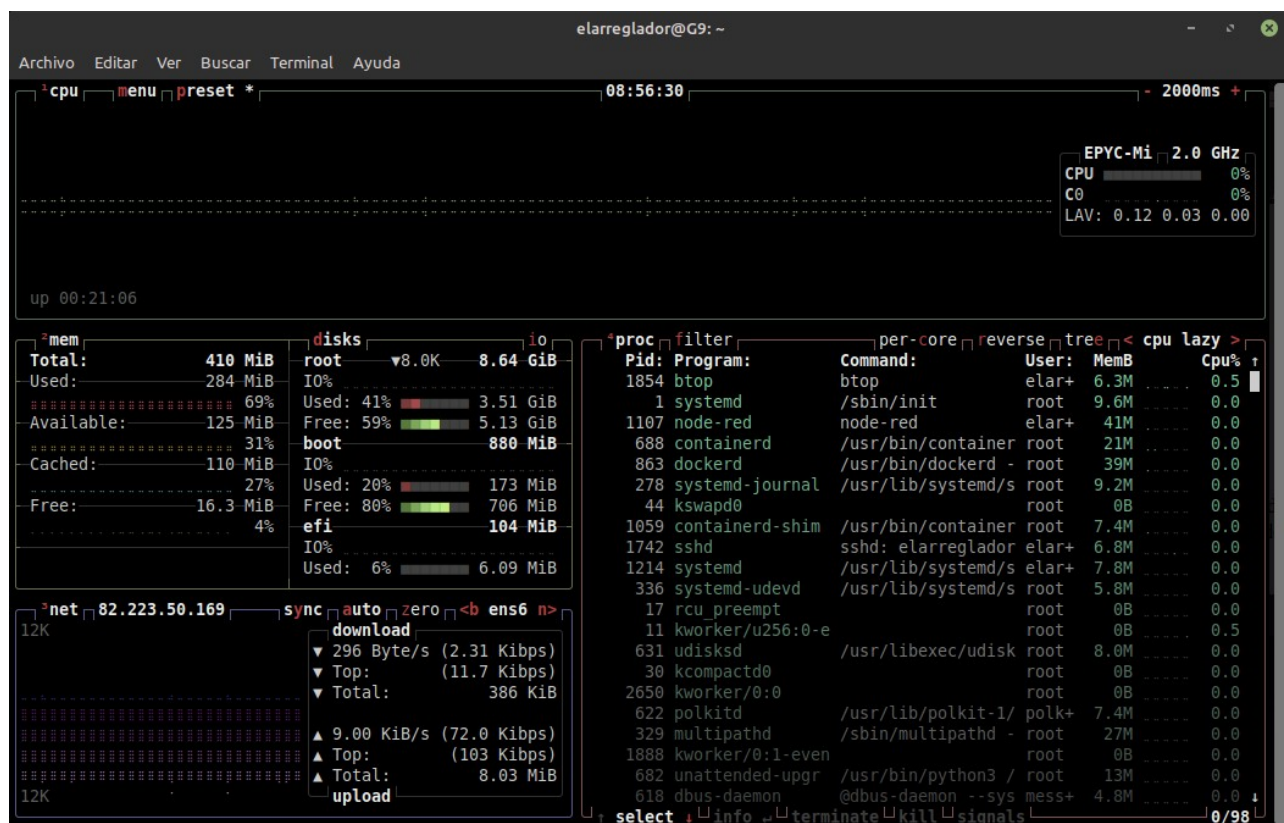 elarreglador@G9: ~
Archivo Editar Ver Buscar Terminal Ayuda
¹cpu menu preset * 08:56:30 - 2000ms +
EPYC-Mi 2.0 GHz
CPU 0%
C0 0%
LAV: 0.12 0.03 0.00
up 00:21:06
²mem
Total: 410 MiB
Used: 284 MiB
69%
Available: 125 MiB
31%
Cached: 110 MiB
27%
Free: 16.3 MiB
4%
disks io
root ▼8.0K 8.64 GiB
IO%
Used: 41% 3.51 GiB
Free: 59% 5.13 GiB
boot 880 MiB
IO%
Used: 20% 173 MiB
Free: 80% 706 MiB
efi 104 MiB
IO%
Used: 6% 6.09 MiB
³net 82.223.50.169 sync auto zero <b ens6 n>
12K
download
▼ 296 Byte/s (2.31 Kibps)
▼ Top: (11.7 Kibps)
▼ Total: 386 KiB
▲ 9.00 KiB/s (72.0 Kibps)
▲ Top: (103 Kibps)
▲ Total: 8.03 MiB
upload
12K
⁴proc filter per-core reverse tree < cpu lazy >
Pid: Program: Command: User: MemB Cpu% ↑
1854 btop btop elar+ 6.3M 0.5
1 systemd /sbin/init root 9.6M 0.0
1107 node-red node-red elar+ 41M 0.0
688 containerd /usr/bin/container root 21M 0.0
863 dockerd /usr/bin/dockerd - root 39M 0.0
278 systemd-journal /usr/lib/systemd/s root 9.2M 0.0
44 kswapd0 root 0B 0.0
1059 containerd-shim /usr/bin/container root 7.4M 0.0
1742 sshd sshd: elarreglador elar+ 6.8M 0.0
1214 systemd /usr/lib/systemd/s elar+ 7.8M 0.0
336 systemd-udevd /usr/lib/systemd/s root 5.8M 0.0
17 rcu_preempt root 0B 0.0
11 kworker/u256:0-e root 0B 0.5
631 udisksd /usr/libexec/udisk root 8.0M 0.0
30 kcompactd0 root 0B 0.0
2650 kworker/0:0 root 0B 0.0
622 polkitd /usr/lib/polkit-1/ polk+ 7.4M 0.0
329 multipathd /sbin/multipathd - root 27M 0.0
1888 kworker/0:1-even root 0B 0.0
682 unattended-upgr /usr/bin/python3 / root 13M 0.0
618 dbus-daemon @dbus-daemon --sys mess+ 4.8M 0.0 ↓
↑ select ↓ info ↵ terminate kill signals 0/98